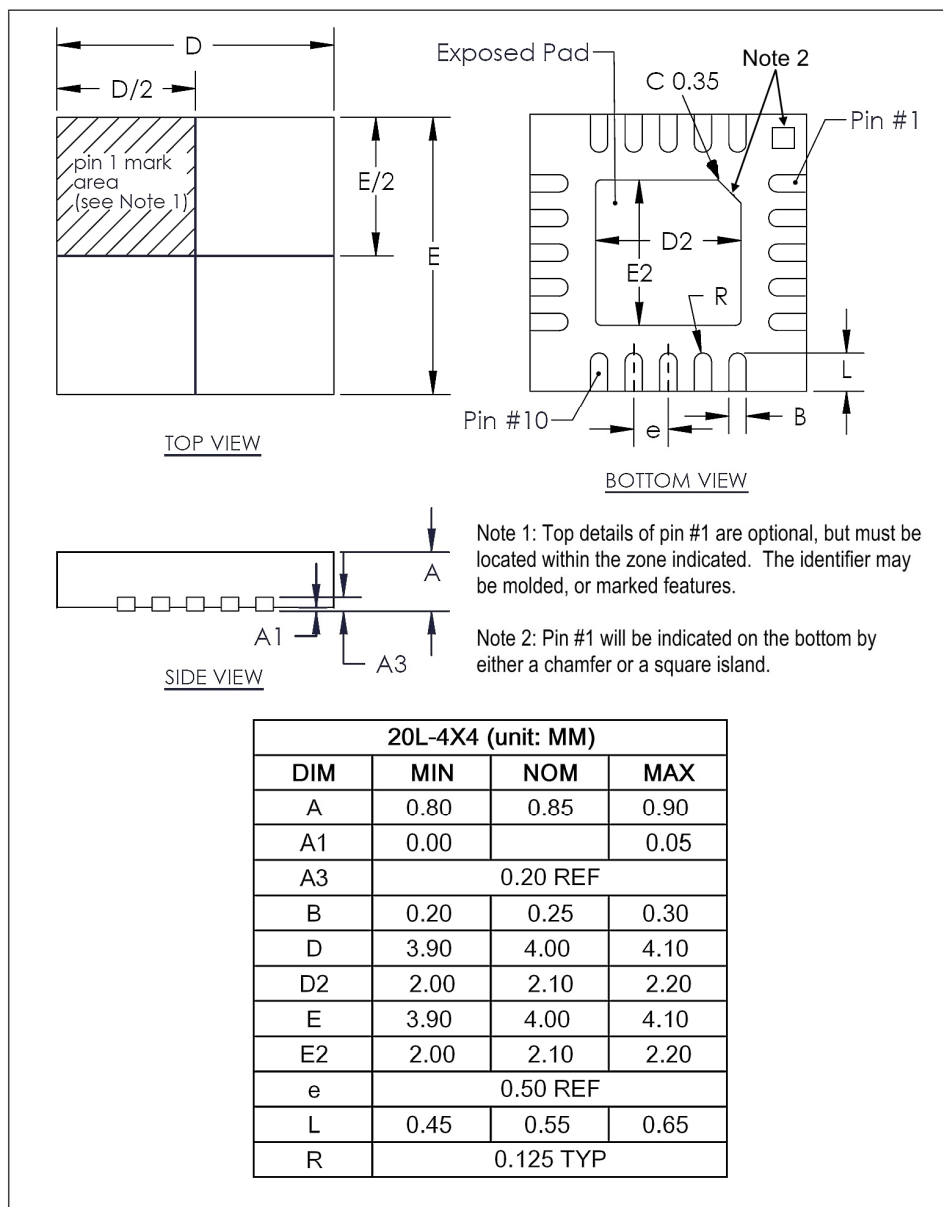 D
D/2
pin 1 mark
area
(see Note 1)
E/2
E
TOP VIEW
Exposed Pad
Note 2
C 0.35
Pin #1
D2
E2
R
L
Pin #10
e
B
BOTTOM VIEW
A
A1
A3
SIDE VIEW
Note 1: Top details of pin #1 are optional, but must be
located within the zone indicated. The identifier may
be molded, or marked features.
Note 2: Pin #1 will be indicated on the bottom by
either a chamfer or a square island.
20L-4X4 (unit: MM)
DIM MIN NOM MAX
A 0.80 0.85 0.90
A1 0.00 0.05
A3 0.20 REF
B 0.20 0.25 0.30
D 3.90 4.00 4.10
D2 2.00 2.10 2.20
E 3.90 4.00 4.10
E2 2.00 2.10 2.20
e 0.50 REF
L 0.45 0.55 0.65
R 0.125 TYP